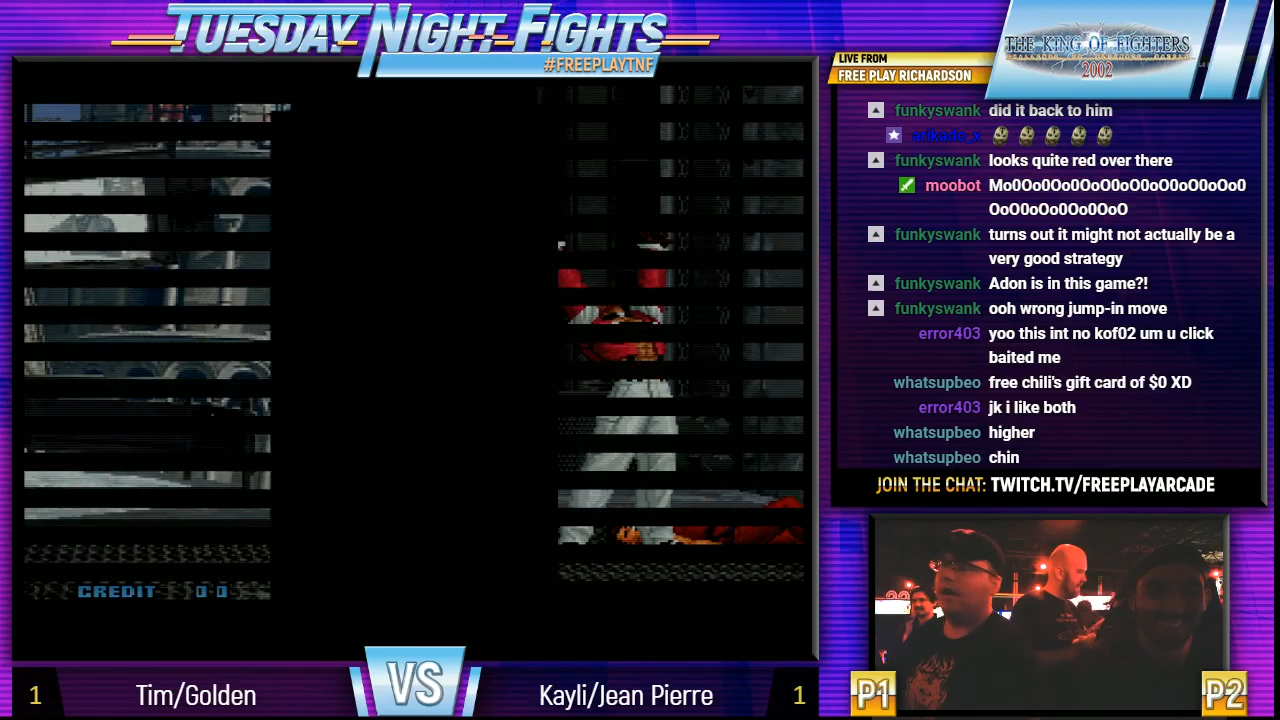 TUESDAY NIGHT FIGHTS
#FREEPLAYTNF
LIVE FROM
FREE PLAY RICHARDSON
THE KING OF FIGHTERS
2002
funkyswank did it back to him
arikado_x
funkyswank looks quite red over there
moobot Mo0Oo0Oo0Oo0Oo0Oo0Oo0Oo0Oo0
OoO0oOo0Oo0OoO
funkyswank turns out it might not actually be a
very good strategy
funkyswank Adon is in this game?!
funkyswank ooh wrong jump-in move
error403 yoo this int no kof02 um u click
baited me
whatsupbeo free chili's gift card of $0 XD
error403 jk i like both
whatsupbeo higher
whatsupbeo chin
JOIN THE CHAT: TWITCH.TV/FREEPLAYARCADE
CREDIT 00
1 Tim/Golden VS Kayli/Jean Pierre 1
P1 P2